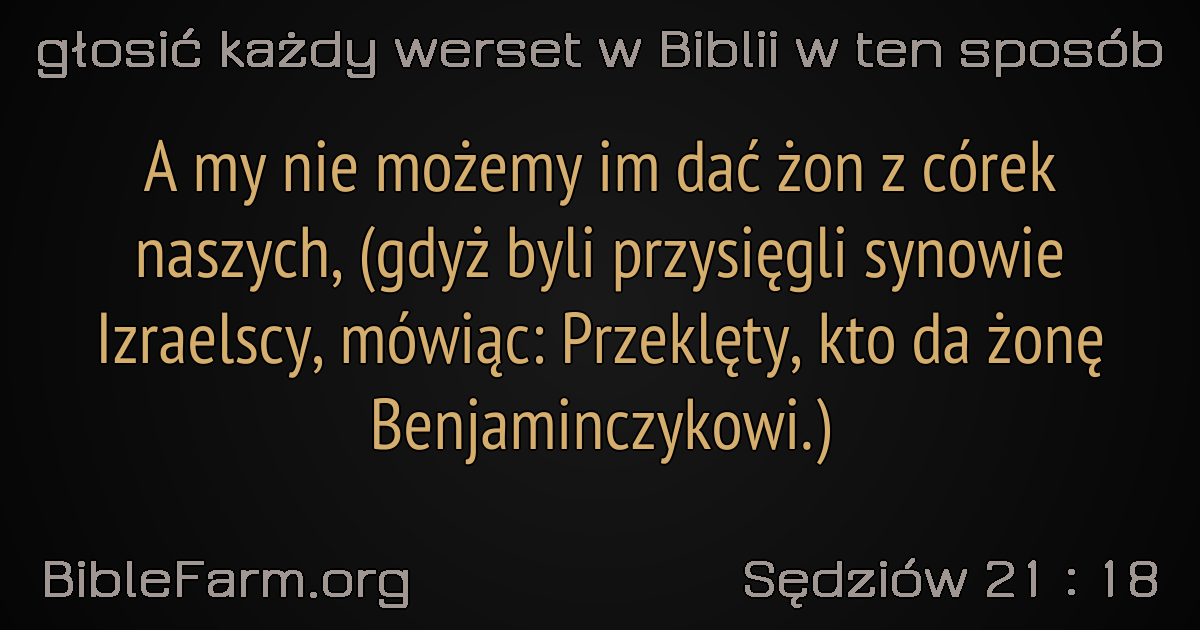 głosić każdy werset w Biblii w ten sposób
A my nie możemy im dać żon z córek
naszych, (gdyż byli przysięgli synowie
Izraelscy, mówiąc: Przeklęty, kto da żonę
Benjaminczykowi.)
BibleFarm.org
Sędziów 21 : 18